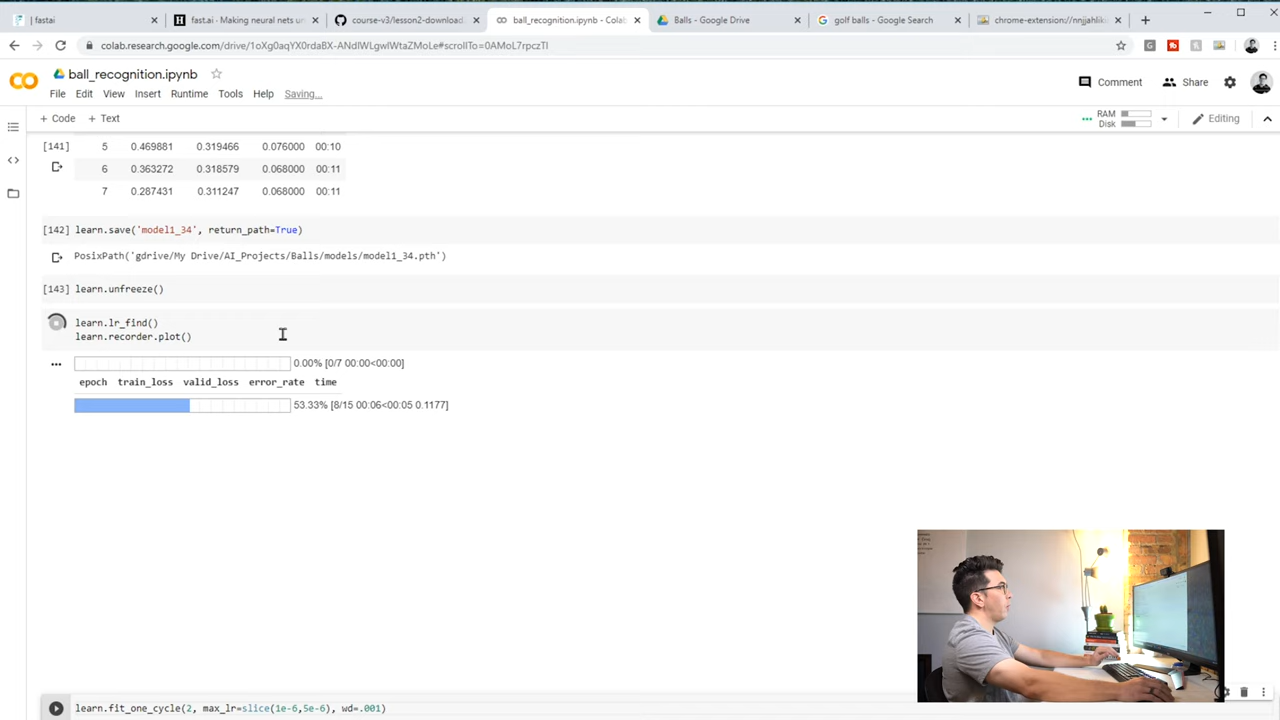 | fastai
fast.ai · Making neural nets un
course-v3/lesson2-download.
ball_recognition.ipynb - Colab
Balls - Google Drive
golf balls - Google Search
chrome-extension://nnjjahlik
colab.research.google.com/drive/1oXg0aqYX0rdaBX-ANdIWLgwIWtaZMoLe#scrollTo=0AMoL7rpczTI
ball_recognition.ipynb
Comment
Share
File Edit View Insert Runtime Tools Help Saving...
+ Code + Text
RAM
Disk
Editing
[141] 5 0.469881 0.319466 0.076000 00:10
6 0.363272 0.318579 0.068000 00:11
7 0.287431 0.311247 0.068000 00:11
[142] learn.save('model1_34', return_path=True)
PosixPath('gdrive/My Drive/AI_Projects/Balls/models/model1_34.pth')
[143] learn.unfreeze()
learn.lr_find()
learn.recorder.plot()
0.00% [0/7 00:00<00:00]
epoch train_loss valid_loss error_rate time
53.33% [8/15 00:06<00:05 0.1177]
learn.fit_one_cycle(2, max_lr=slice(1e-6,5e-6), wd=.001)